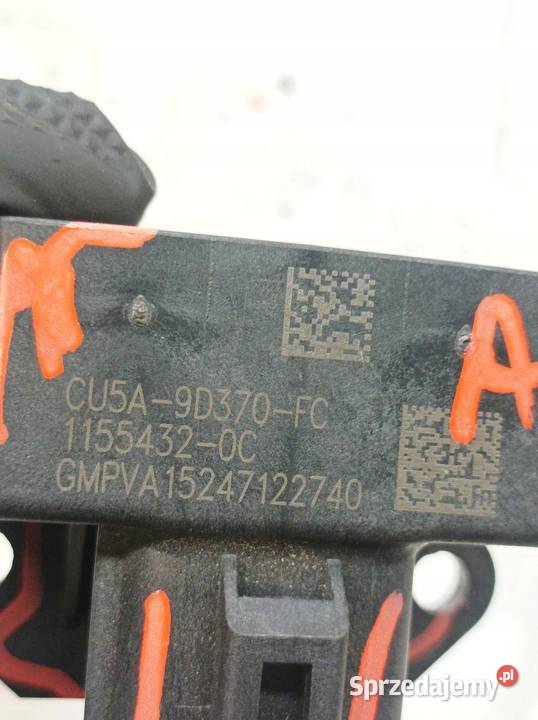 A
CU5A-9D370-FC
1155432-0C
GMPVA15247122740
Sprzedajemy.pl